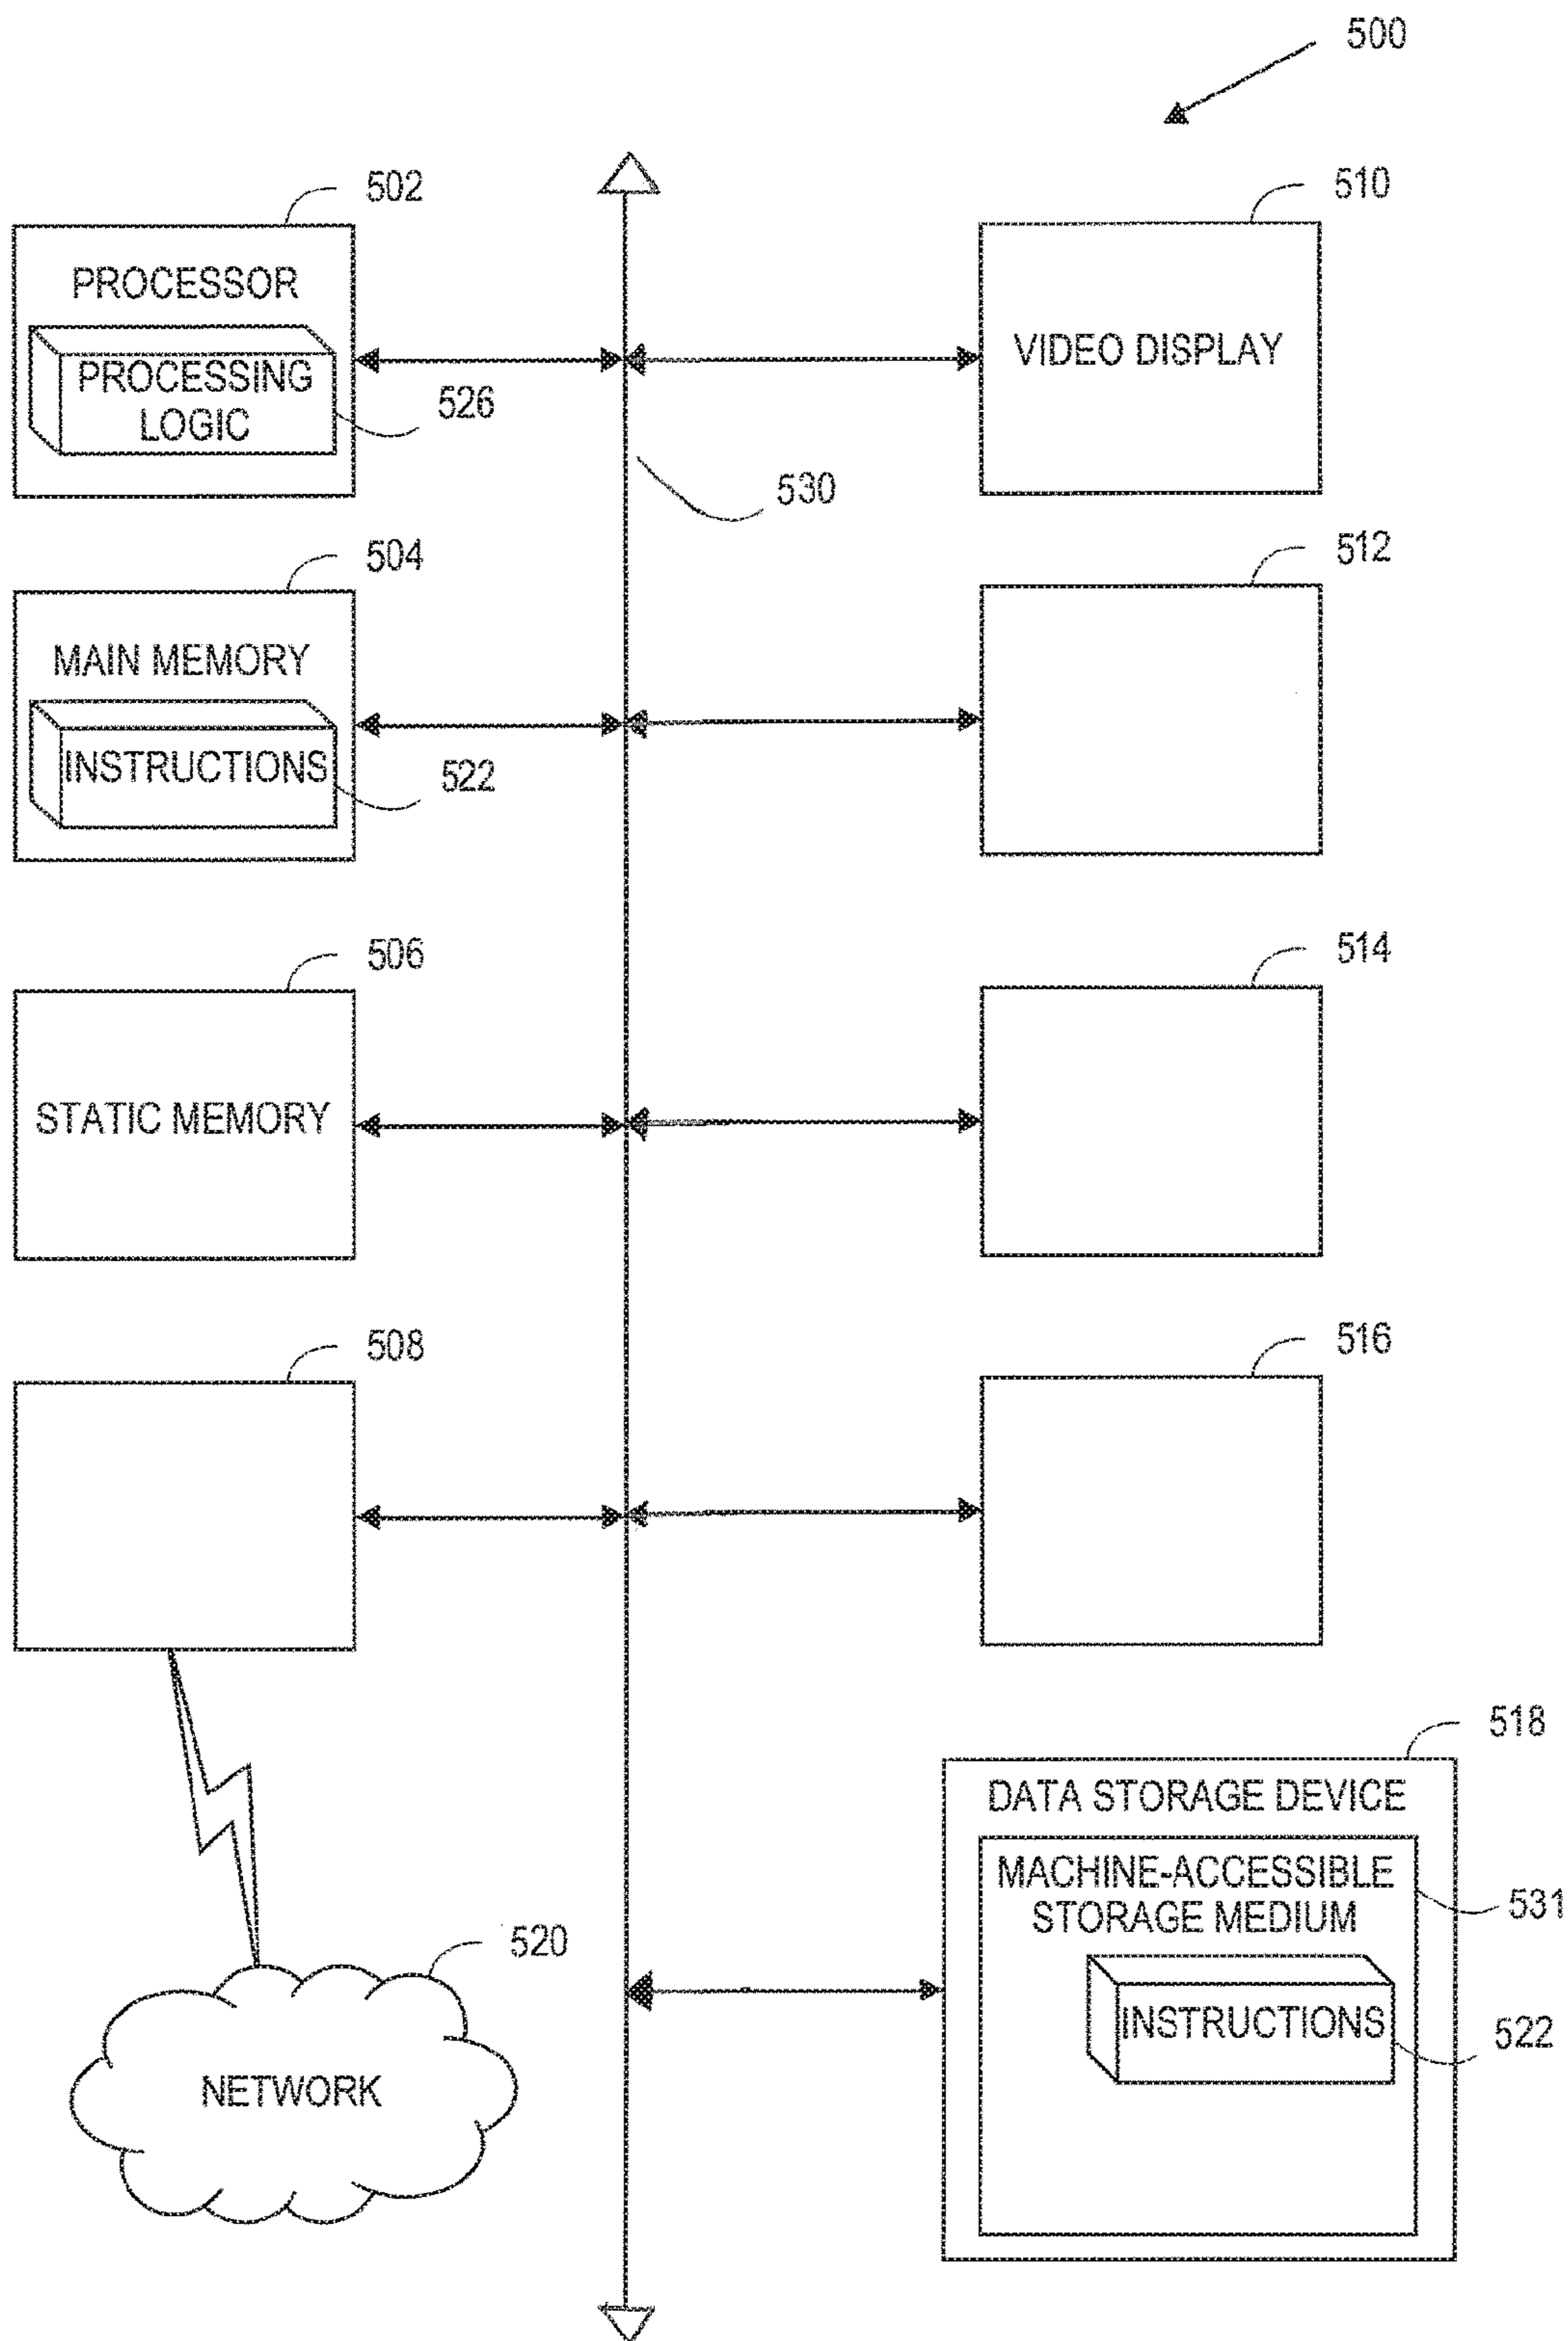 500
502
PROCESSOR
PROCESSING
LOGIC
526
510
VIDEO DISPLAY
530
504
MAIN MEMORY
INSTRUCTIONS
522
512
506
STATIC MEMORY
514
508
516
518
DATA STORAGE DEVICE
MACHINE-ACCESSIBLE
STORAGE MEDIUM
531
INSTRUCTIONS
522
520
NETWORK